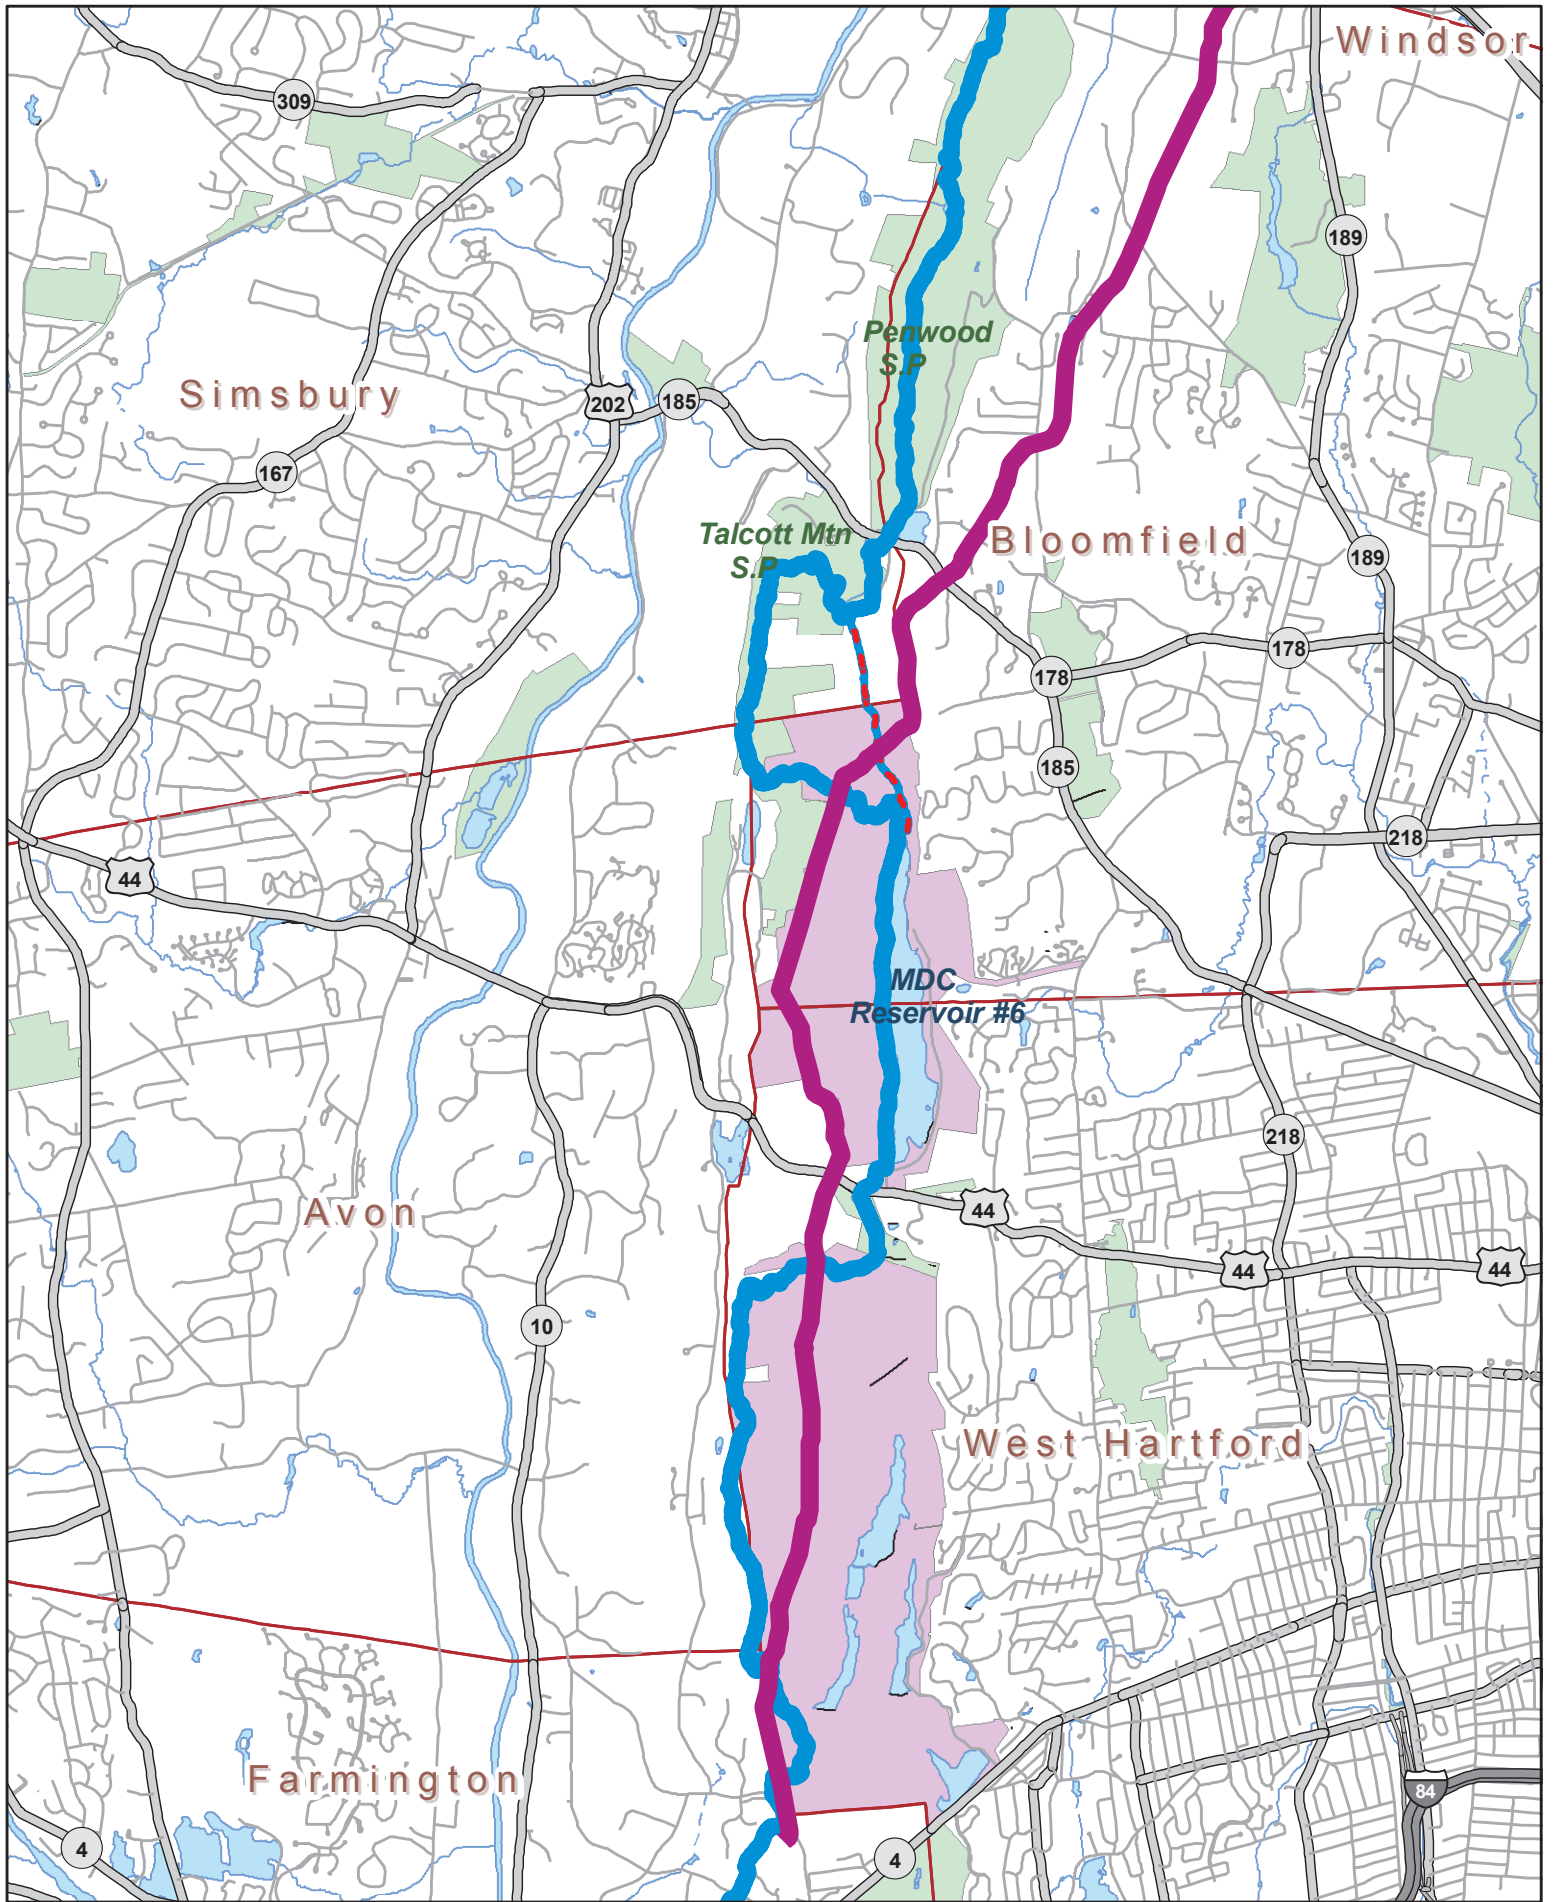 Windsor
309
189
Penwood
S.P
Simsbury
202
185
167
Talcott Mtn
S.P
Bloomfield
189
178
178
185
218
44
MDC
Reservoir #6
218
Avon
44
44
44
10
West Hartford
Farmington
84
4
4